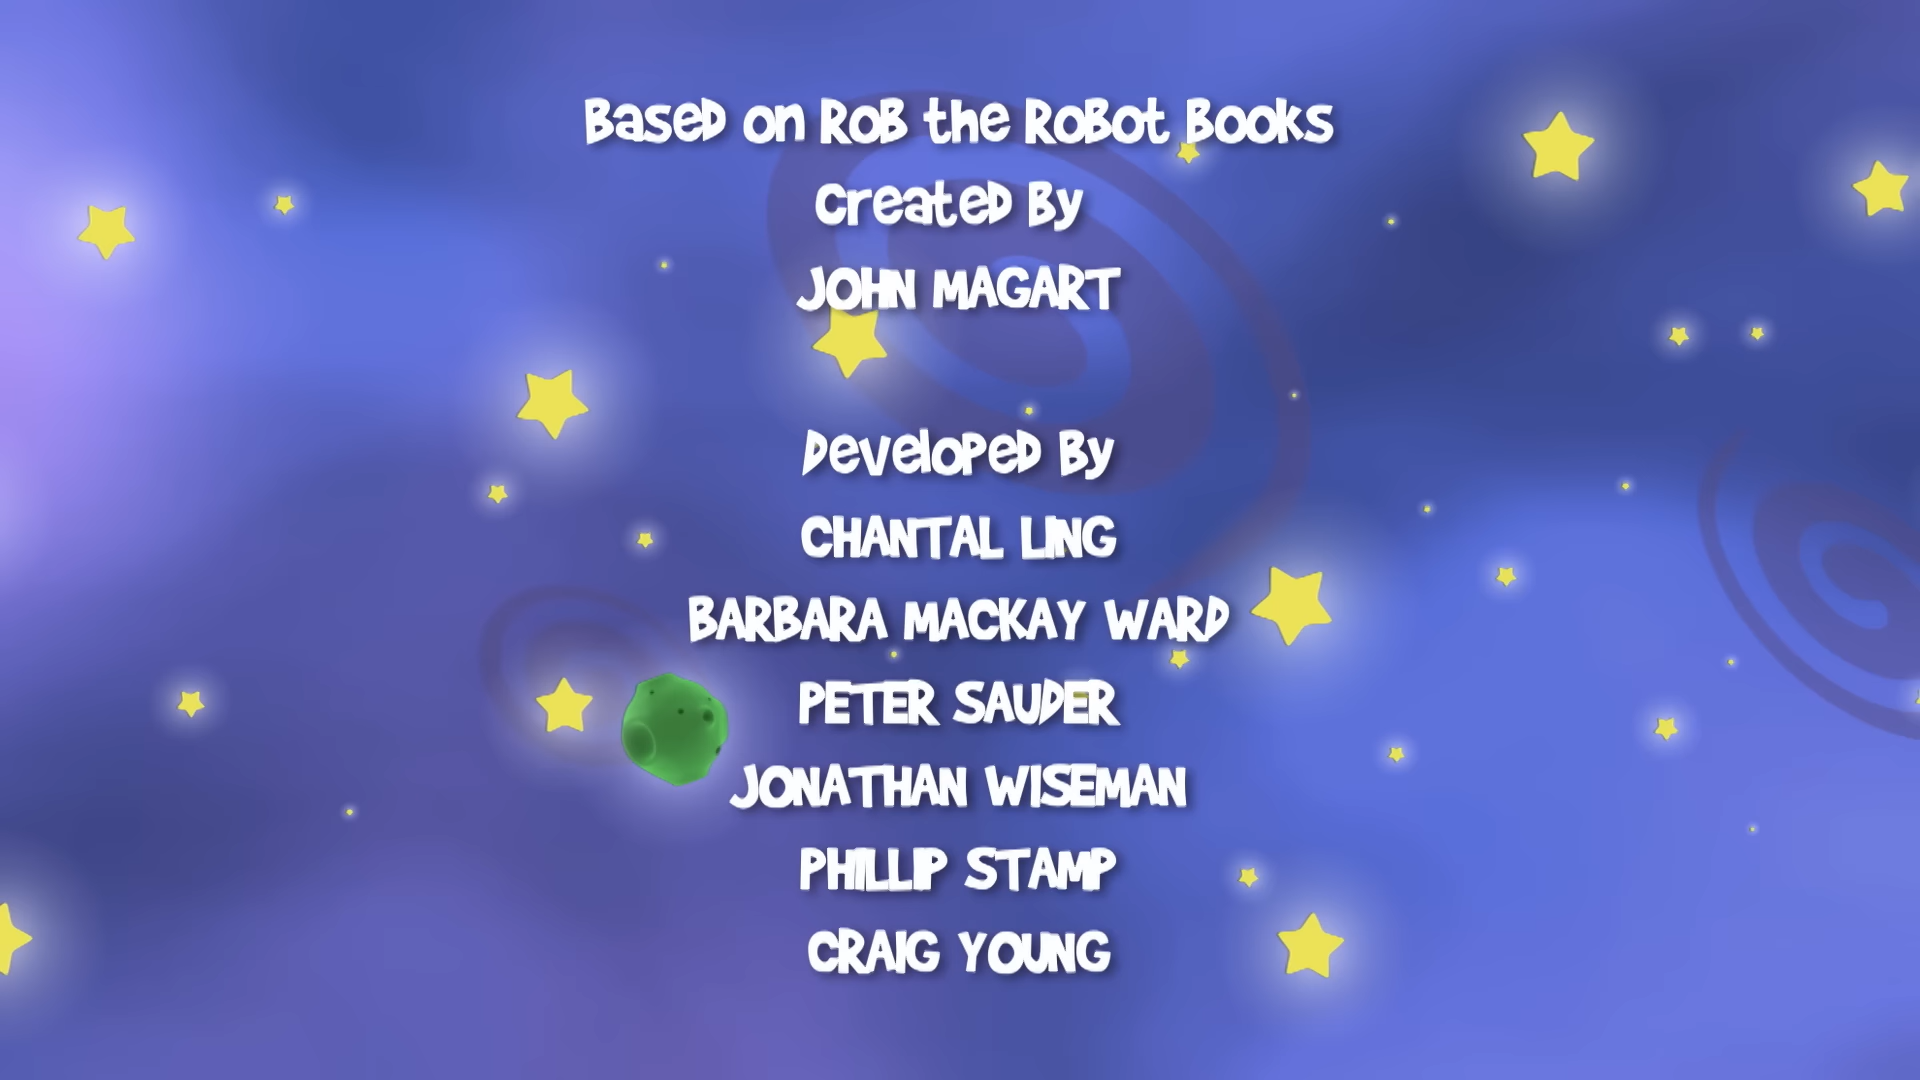 Based on Rob the Robot Books
Created By
JOHN MAGART
Developed By
CHANTAL LING
BARBARA MACKAY WARD
PETER SAUDER
JONATHAN WISEMAN
PHILLIP STAMP
CRAIG YOUNG